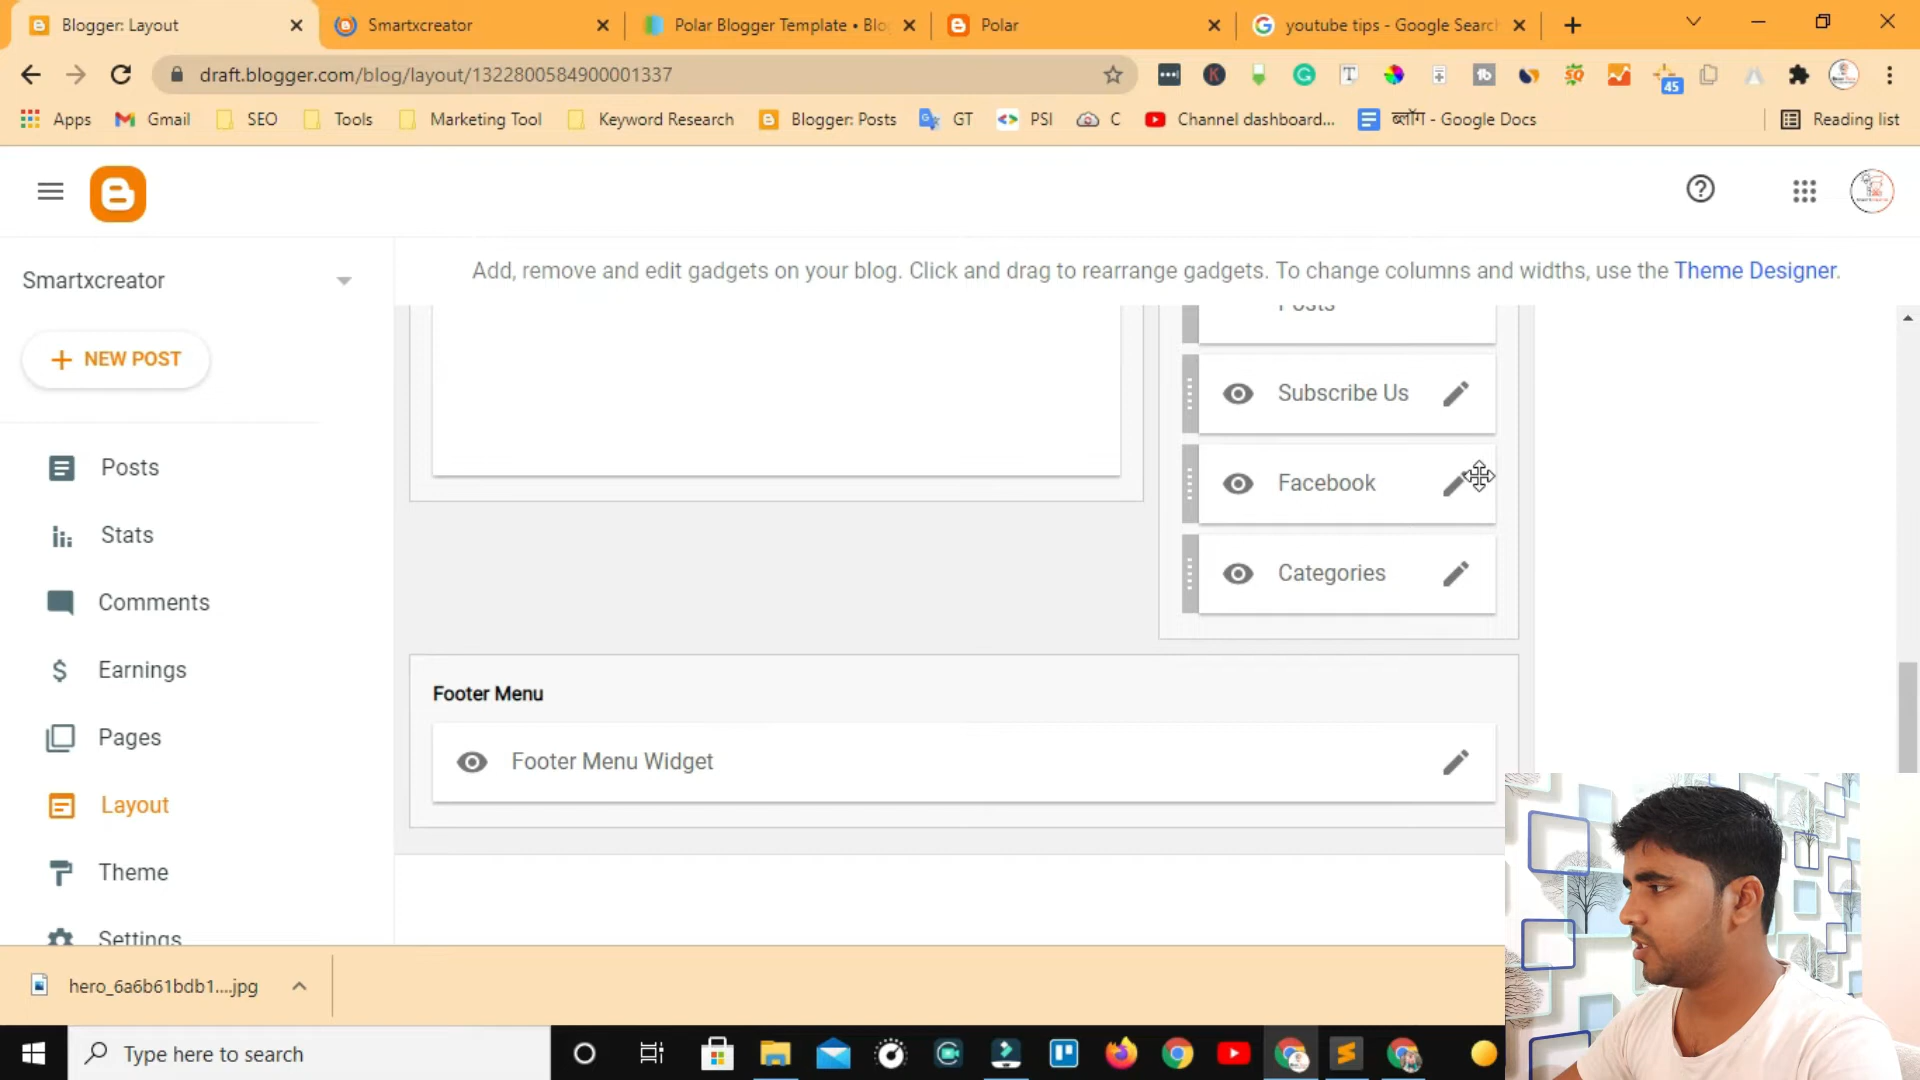 Blogger: Layout
Smartxcreator
Polar Blogger Template • Blo
Polar
youtube tips - Google Search
draft.blogger.com/blog/layout/1322800584900001337
45
Apps
Gmail
SEO
Tools
Marketing Tool
Keyword Research
Blogger: Posts
GT
PSI
C
Channel dashboard...
ब्लॉग - Google Docs
Reading list
Smartxcreator
Add, remove and edit gadgets on your blog. Click and drag to rearrange gadgets. To change columns and widths, use the Theme Designer.
NEW POST
Posts
Stats
Comments
Earnings
Pages
Layout
Theme
Settings
Posts
Subscribe Us
Facebook
Categories
Footer Menu
Footer Menu Widget
hero_6a6b61bdb1....jpg
Type here to search